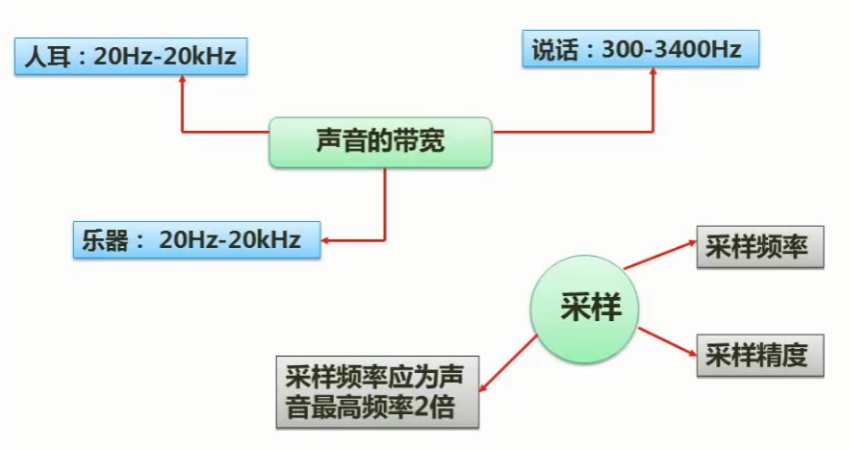 人耳：20Hz-20kHz
说话：300-3400Hz
声音的带宽
乐器： 20Hz-20kHz
采样频率
采样
采样精度
采样频率应为声
音最高频率2倍